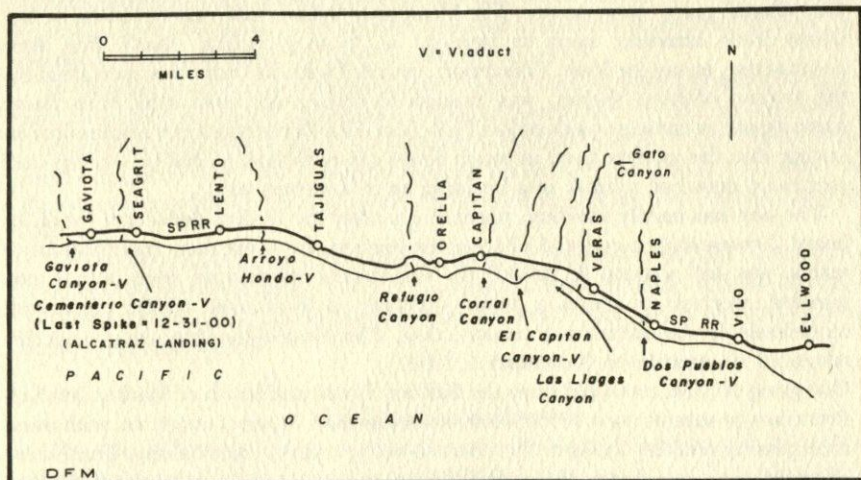 0 4
MILES
V = Viaduct
N
GAVIOTA
SEAGRIT
LENTO
TAJIGUAS
ORELLA
CAPITAN
VERAS
NAPLES
VILO
ELLWOOD
Gato
Canyon
SP RR
SP RR
Gaviota
Canyon-V
Cementerio Canyon-V
(Last Spike = 12-31-00)
(ALCATRAZ LANDING)
Arroyo
Hondo-V
Refugio
Canyon
Corral
Canyon
El Capitan
Canyon-V
Las Llages
Canyon
Dos Pueblos
Canyon-V
PACIFIC
OCEAN
DFM